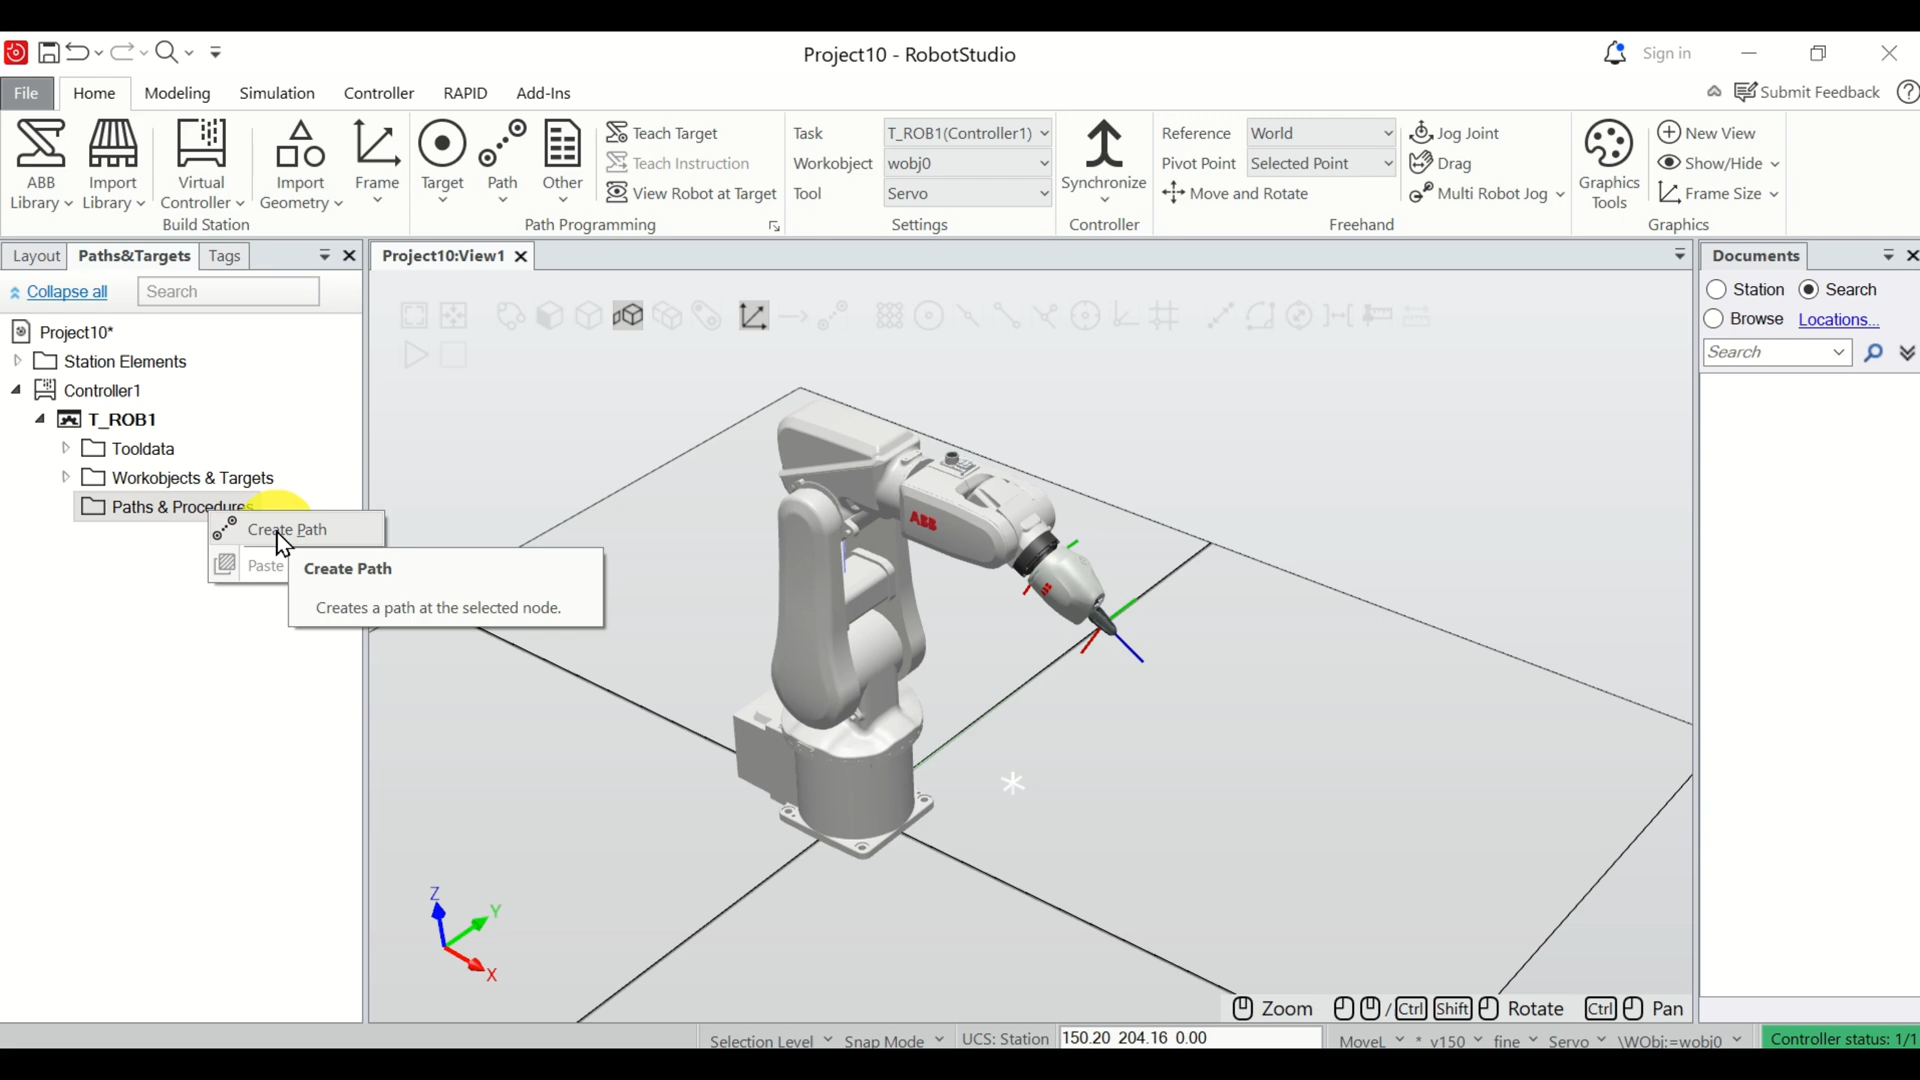 Project10 - RobotStudio
Sign in
File
Home
Modeling
Simulation
Controller
RAPID
Add-Ins
Submit Feedback
ABB Library
Import Library
Virtual Controller
Import Geometry
Frame
Build Station
Target
Path
Other
Teach Target
Teach Instruction
View Robot at Target
Path Programming
Task
T_ROB1(Controller1)
Workobject
wobj0
Tool
Servo
Settings
Synchronize
Controller
Reference
World
Pivot Point
Selected Point
Move and Rotate
Jog Joint
Drag
Multi Robot Jog
Freehand
Graphics Tools
New View
Show/Hide
Frame Size
Graphics
Layout
Paths&Targets
Tags
Project10:View1
Documents
Collapse all
Search
Station
Search
Browse
Locations...
Search
Project10*
Station Elements
Controller1
T_ROB1
Tooldata
Workobjects & Targets
Paths & Procedures
Create Path
Paste
Create Path
Creates a path at the selected node.
ABB
Z
Y
X
Zoom
/ Ctrl Shift
Rotate
Ctrl
Pan
Selection Level
Snap Mode
UCS: Station
150.20 204.16 0.00
MoveL
* v150
fine
Servo
\WObj:=wobj0
Controller status: 1/1